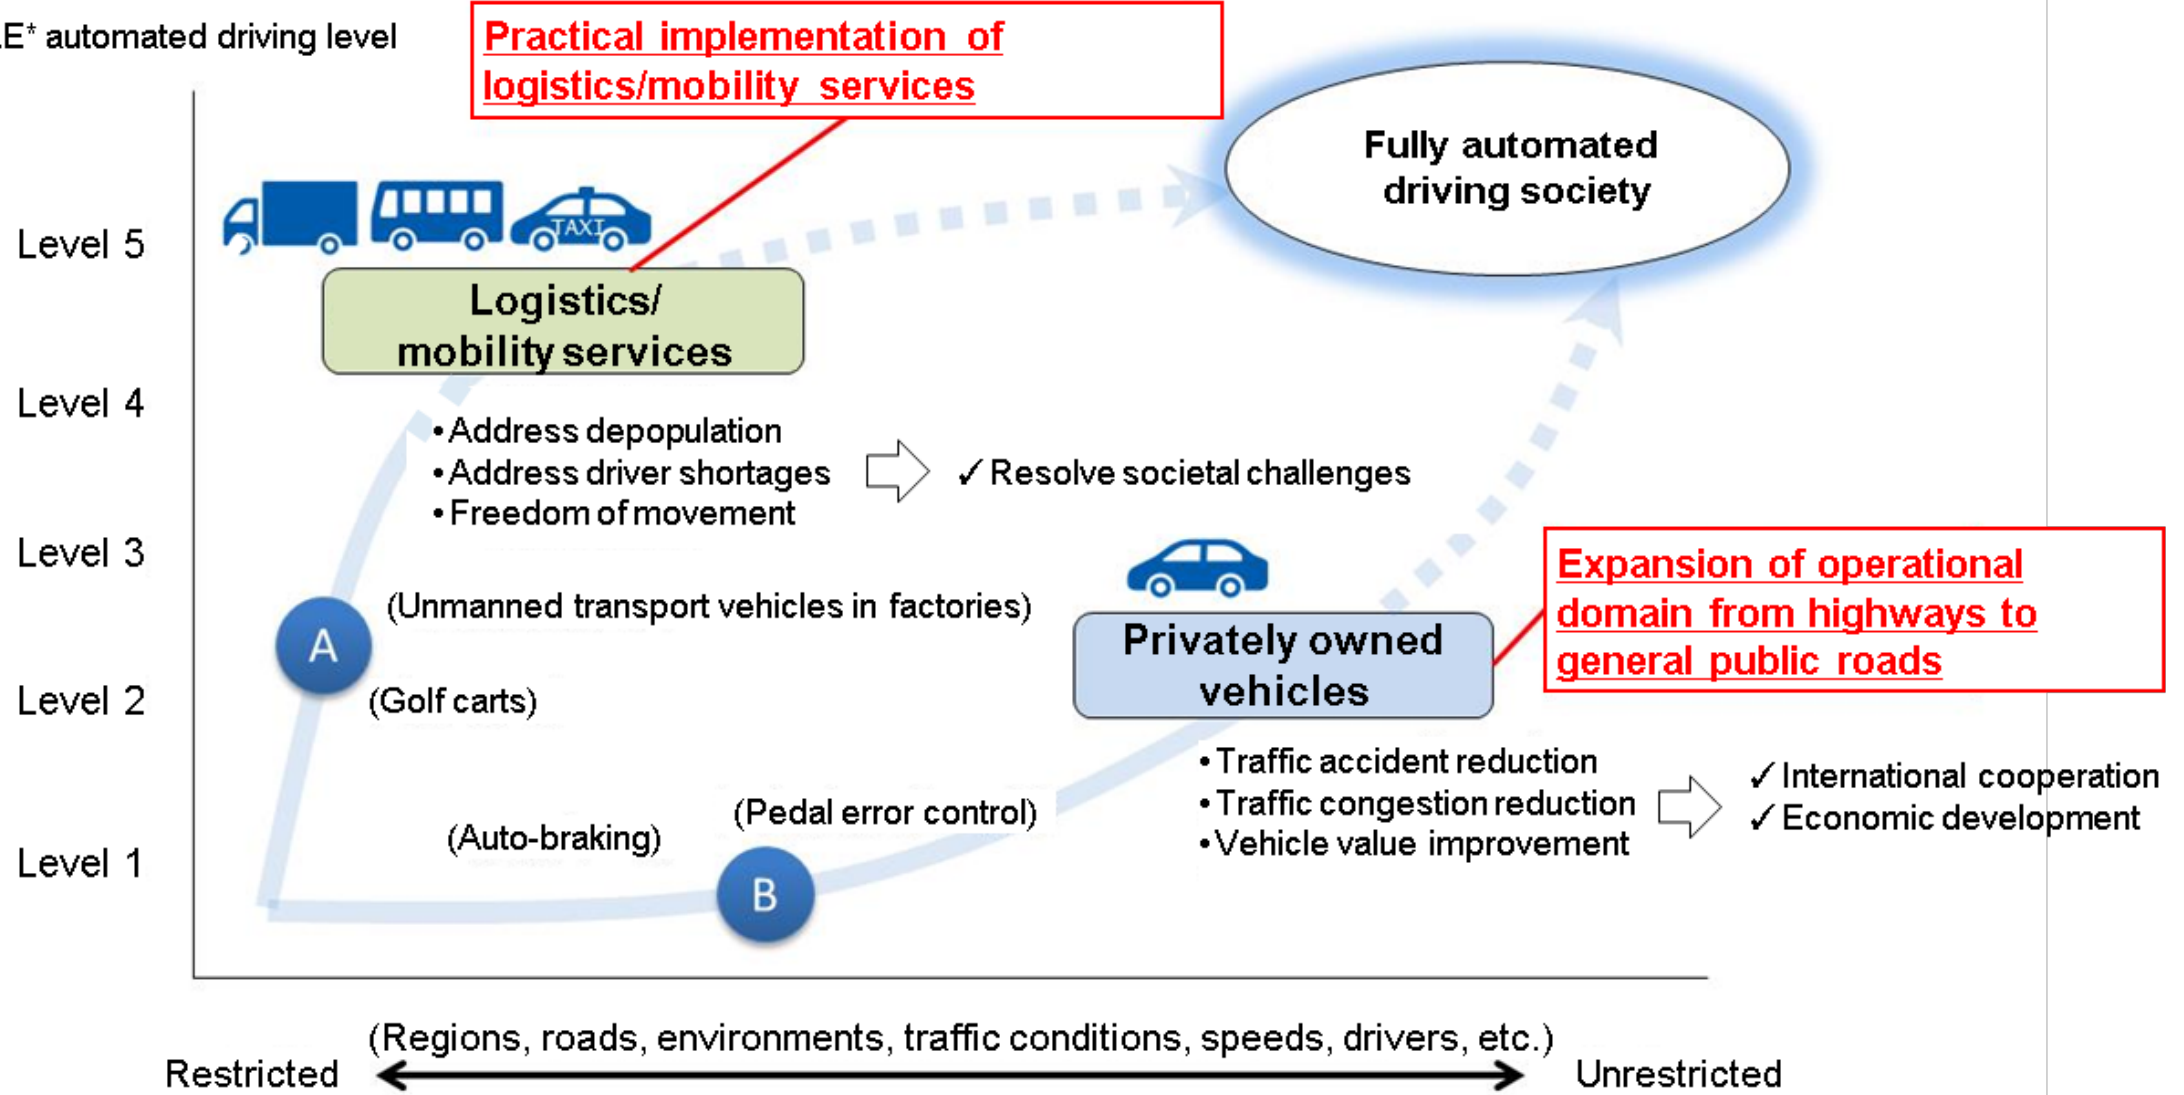 E* automated driving level
Practical implementation of
logistics/mobility services
Fully automated
driving society
TAXI
Level 5
Logistics/
mobility services
Level 4
•Address depopulation
•Address driver shortages
•Freedom of movement
✓ Resolve societal challenges
Level 3
Expansion of operational
domain from highways to
general public roads
(Unmanned transport vehicles in factories)
A
Privately owned
vehicles
Level 2
(Golf carts)
•Traffic accident reduction
•Traffic congestion reduction
•Vehicle value improvement
✓ International cooperation
✓ Economic development
(Pedal error control)
(Auto-braking)
Level 1
B
(Regions, roads, environments, traffic conditions, speeds, drivers, etc.)
Restricted
Unrestricted